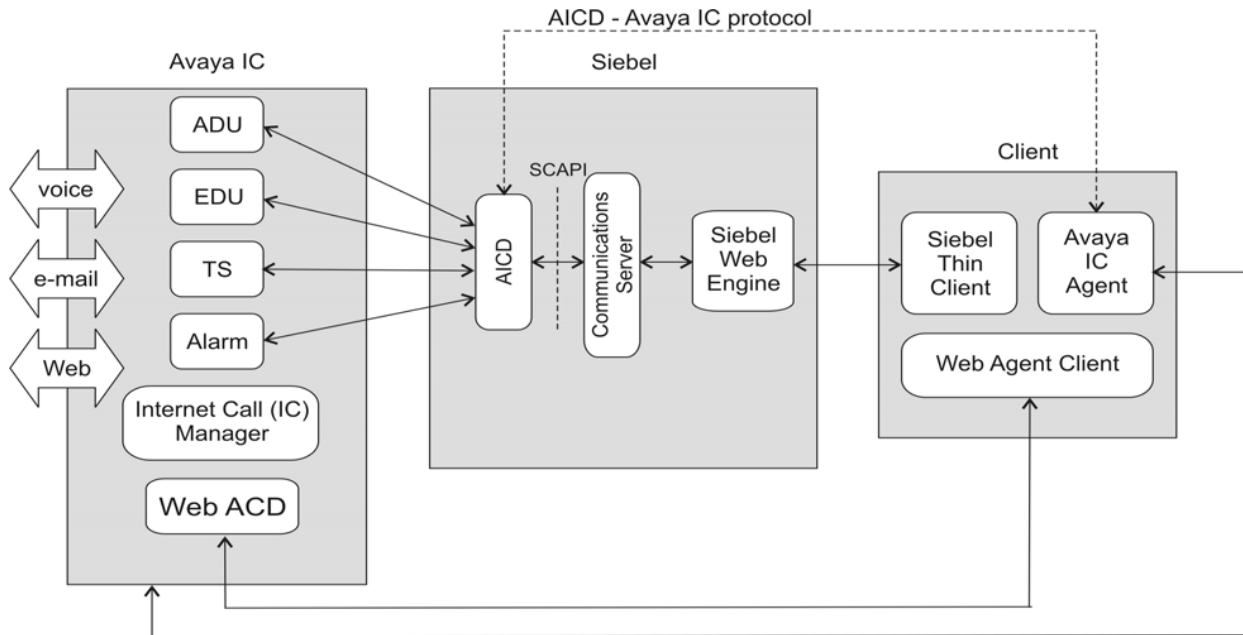 AICD - Avaya IC protocol
Avaya IC
Siebel
Client
ADU
EDU
TS
Alarm
Internet Call (IC)
Manager
Web ACD
voice
e-mail
Web
AICD
SCAPI
Communications
Server
Siebel
Web
Engine
Siebel
Thin
Client
Avaya
IC
Agent
Web Agent Client